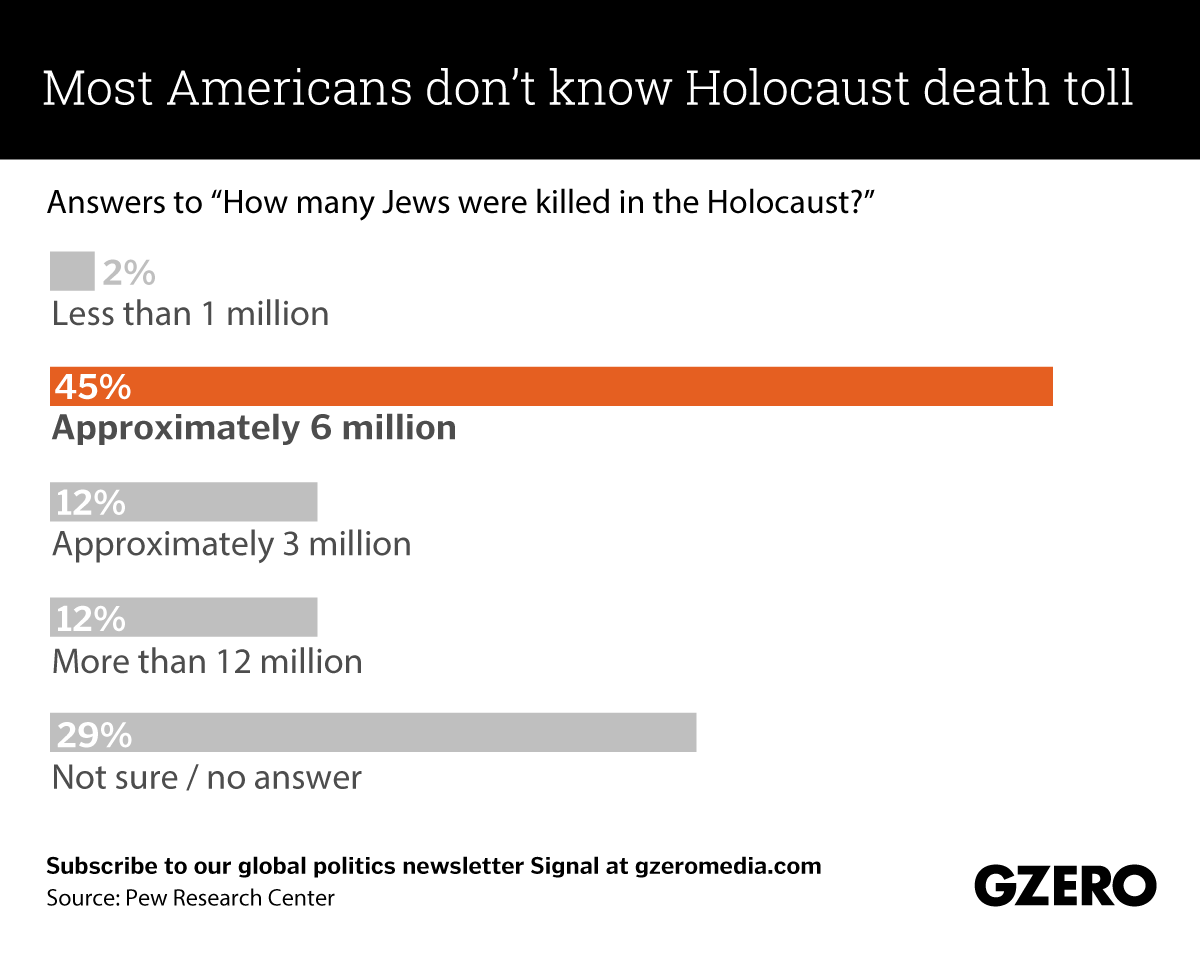 Most Americans don’t know Holocaust death toll
Answers to “How many Jews were killed in the Holocaust?”
2%
Less than 1 million
45%
Approximately 6 million
12%
Approximately 3 million
12%
More than 12 million
29%
Not sure / no answer
Subscribe to our global politics newsletter Signal at gzeromedia.com
Source: Pew Research Center
GZERO